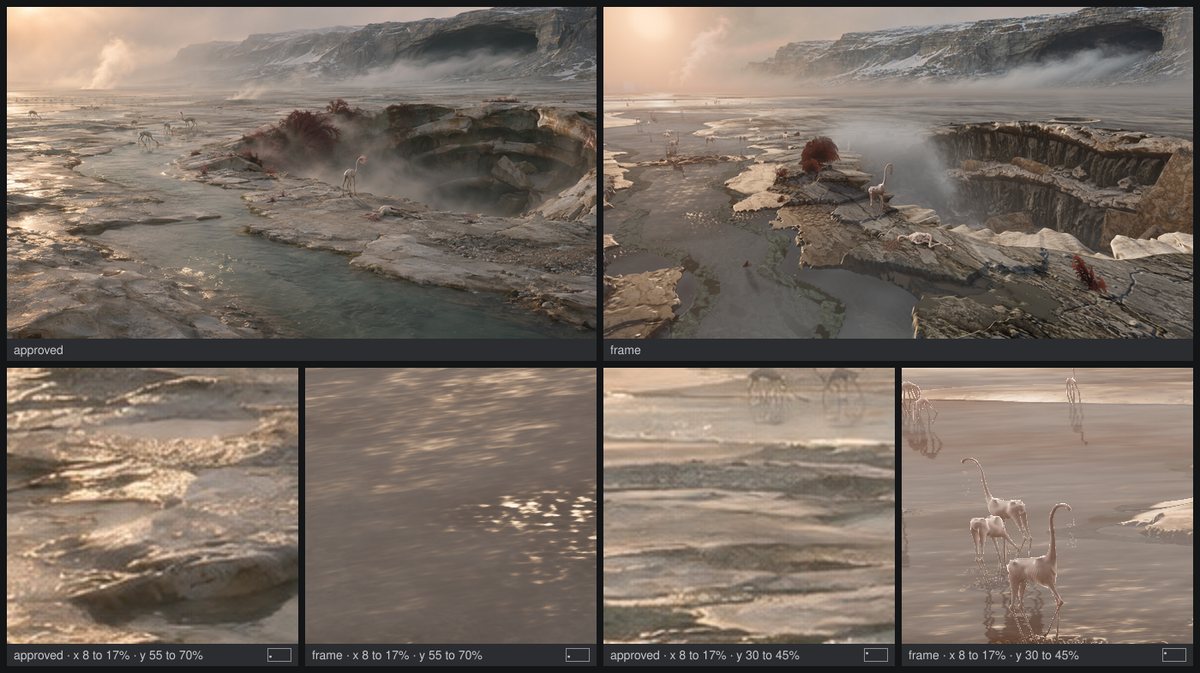 approved
frame
approved · x 8 to 17% · y 55 to 70%
frame · x 8 to 17% · y 55 to 70%
approved · x 8 to 17% · y 30 to 45%
frame · x 8 to 17% · y 30 to 45%